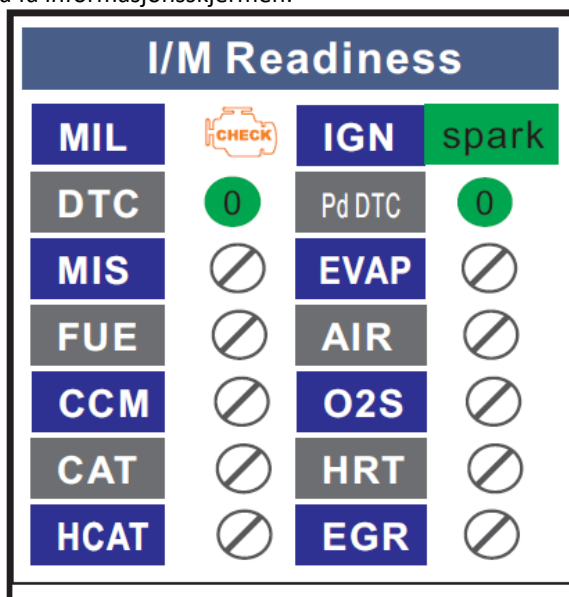 informasjonsskjermen.
I/M Readiness
MIL CHECK IGN spark
DTC 0 Pd DTC 0
MIS EVAP
FUE AIR
CCM O2S
CAT HRT
HCAT EGR